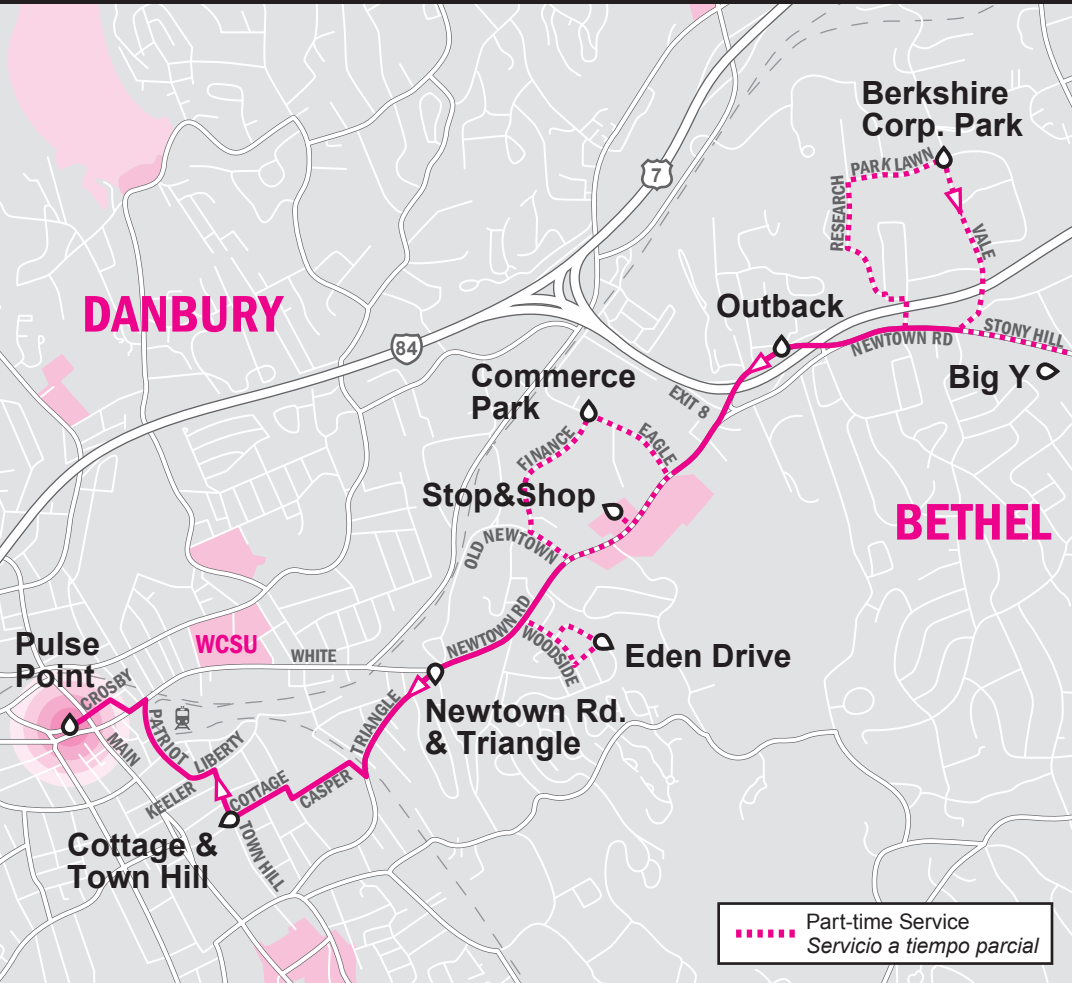 Berkshire
Corp. Park
PARK LAWN
RESEARCH
VALE
7
DANBURY
Outback
84
NEWTOWN RD
STONY HILL
Big Y
Commerce
Park
EXIT 8
FINANCE
EAGLE
Stop&Shop
BETHEL
OLD NEWTOWN
NEWTOWN RD
WOODSIDE
Eden Drive
Pulse
Point
WCSU
WHITE
CROSBY
Newtown Rd.
& Triangle
TRIANGLE
PATRIOT
MAIN
LIBERTY
KEELER
COTTAGE
CASPER
TOWN HILL
Cottage &
Town Hill
Part-time Service
Servicio a tiempo parcial